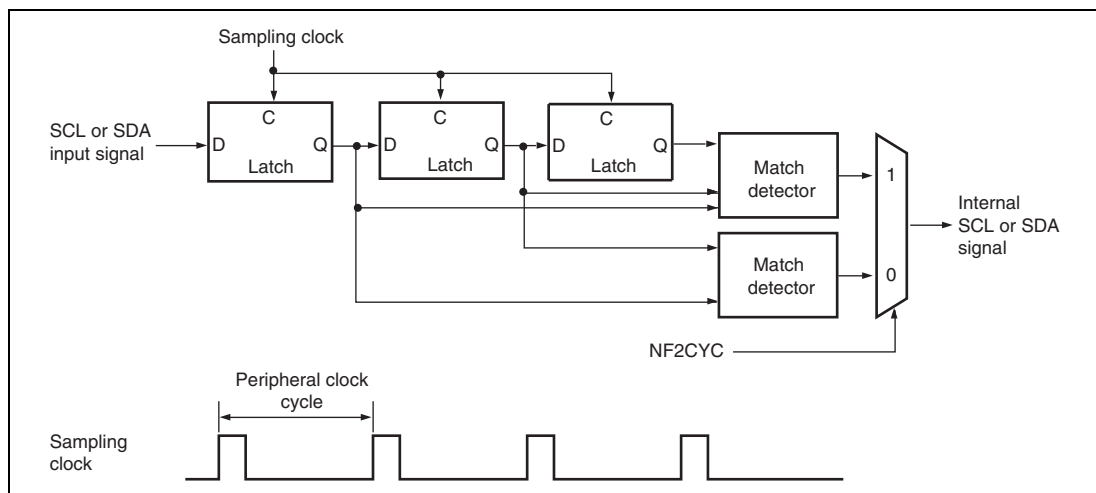 Sampling clock
SCL or SDA
input signal
D
C
Q
Latch
D
C
Q
Latch
D
C
Q
Latch
Match
detector
Match
detector
1
0
Internal
SCL or SDA
signal
NF2CYC
Peripheral clock
cycle
Sampling
clock